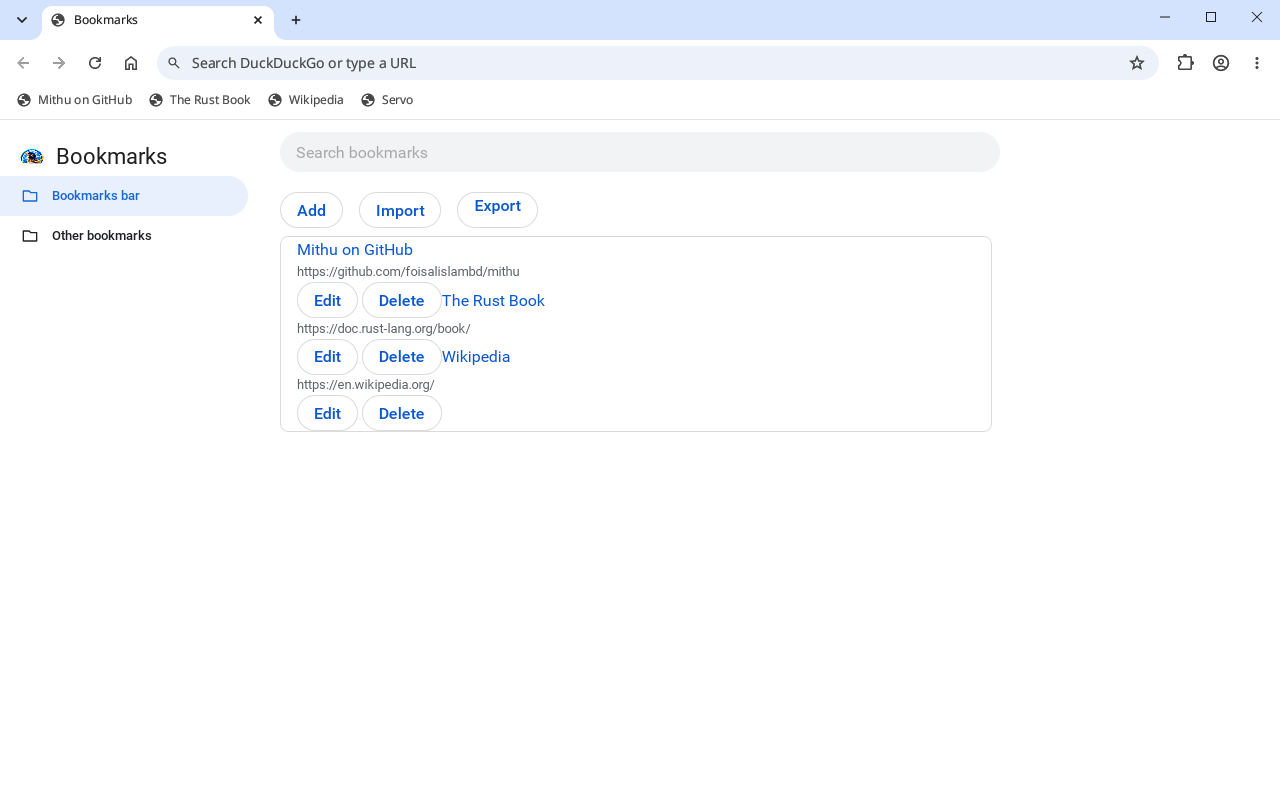 Bookmarks
Search DuckDuckGo or type a URL
Mithu on GitHub The Rust Book Wikipedia Servo
Bookmarks
Search bookmarks
Bookmarks bar
Other bookmarks
Add Import Export
Mithu on GitHub
https://github.com/foisalislambd/mithu
Edit Delete The Rust Book
https://doc.rust-lang.org/book/
Edit Delete Wikipedia
https://en.wikipedia.org/
Edit Delete